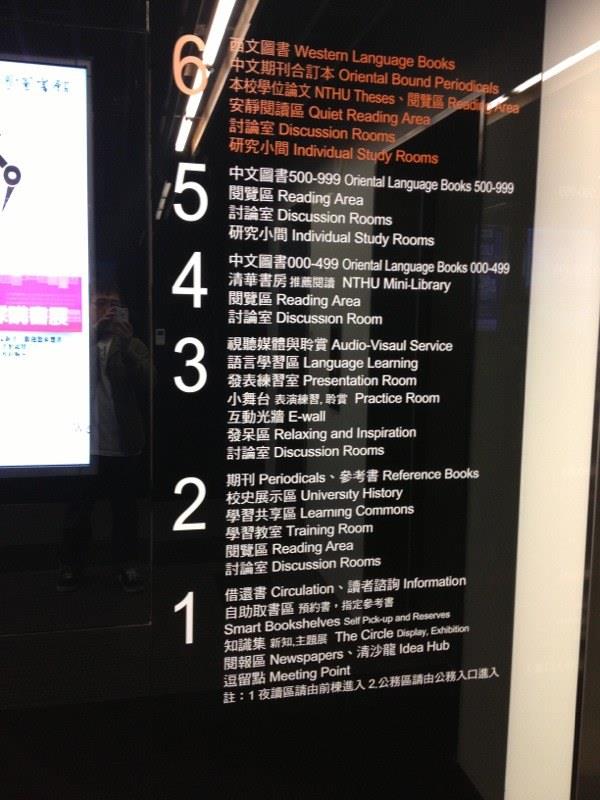 6
西文圖書 Western Language Books
中文期刊合訂本 Oriental Bound Periodicals
本校學位論文 NTHU Theses、閱覽區 Reading Area
安靜閱讀區 Quiet Reading Area
討論室 Discussion Rooms
研究小間 Individual Study Rooms
5
中文圖書500-999 Oriental Language Books 500-999
閱覽區 Reading Area
討論室 Discussion Rooms
研究小間 Individual Study Rooms
4
中文圖書000-499 Oriental Language Books 000-499
清華書房 推薦閱讀 NTHU Mini-Library
閱覽區 Reading Area
討論室 Discussion Room
3
視聽媒體與聆賞 Audio-Visaul Service
語言學習區 Language Learning
發表練習室 Presentation Room
小舞台 表演練習, 聆賞 Practice Room
互動光牆 E-wall
發呆區 Relaxing and Inspiration
討論室 Discussion Rooms
2
期刊 Periodicals、參考書 Reference Books
校史展示區 University History
學習共享區 Learning Commons
學習教室 Training Room
閱覽區 Reading Area
討論室 Discussion Rooms
1
借還書 Circulation、讀者諮詢 Information
自助取書區 預約書，指定參考書
Smart Bookshelves Self Pick-up and Reserves
知識集 新知,主題展 The Circle Display, Exhibition
閱報區 Newspapers、清沙龍 Idea Hub
逗留點 Meeting Point
註：1 夜讀區請由前棟進入 2.公務區請由公務入口進入
書展